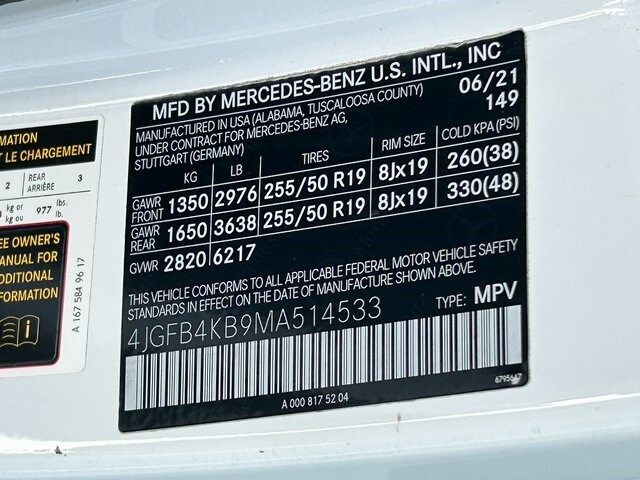 MFD BY MERCEDES-BENZ U.S. INTL., INC
MANUFACTURED IN USA (ALABAMA, TUSCALOOSA COUNTY) 06/21
UNDER CONTRACT FOR MERCEDES-BENZ AG, 149
STUTTGART (GERMANY)
KG LB TIRES RIM SIZE COLD KPA (PSI)
GAWR FRONT 1350 2976 255/50 R19 8Jx19 260(38)
GAWR REAR 1650 3638 255/50 R19 8Jx19 330(48)
GVWR 2820 6217
THIS VEHICLE CONFORMS TO ALL APPLICABLE FEDERAL MOTOR VEHICLE SAFETY
STANDARDS IN EFFECT ON THE DATE OF MANUFACTURE SHOWN ABOVE.
4JGFB4KB9MA514533 TYPE: MPV
6795647
A 000 817 52 04
MATION
T LE CHARGEMENT
2 REAR ARRIÈRE 3
kg or kg ou 977 lbs. lb.
EE OWNER'S
MANUAL FOR
DDITIONAL
FORMATION
A 167 584 96 17